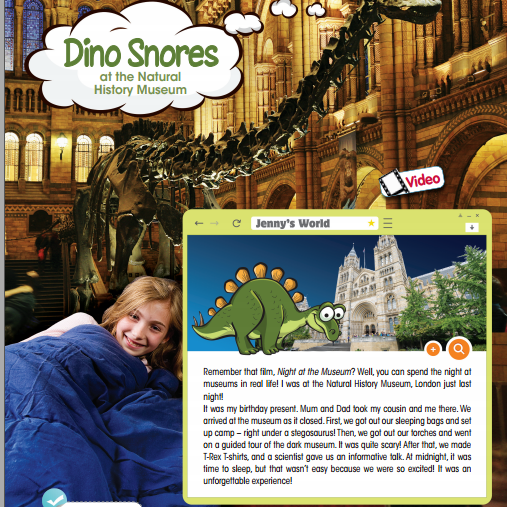 Dino Snores
at the Natural
History Museum
Video
Jenny's World
Remember that film, Night at the Museum? Well, you can spend the night at
museums in real life! I was at the Natural History Museum, London just last
night!
It was my birthday present. Mum and Dad took my cousin and me there. We
arrived at the museum as it closed. First, we got out our sleeping bags and set
up camp – right under a stegosaurus! Then, we got out our torches and went
on a guided tour of the dark museum. It was quite scary! After that, we made
T-Rex T-shirts, and a scientist gave us an informative talk. At midnight, it was
time to sleep, but that wasn't easy because we were so excited! It was an
unforgettable experience!